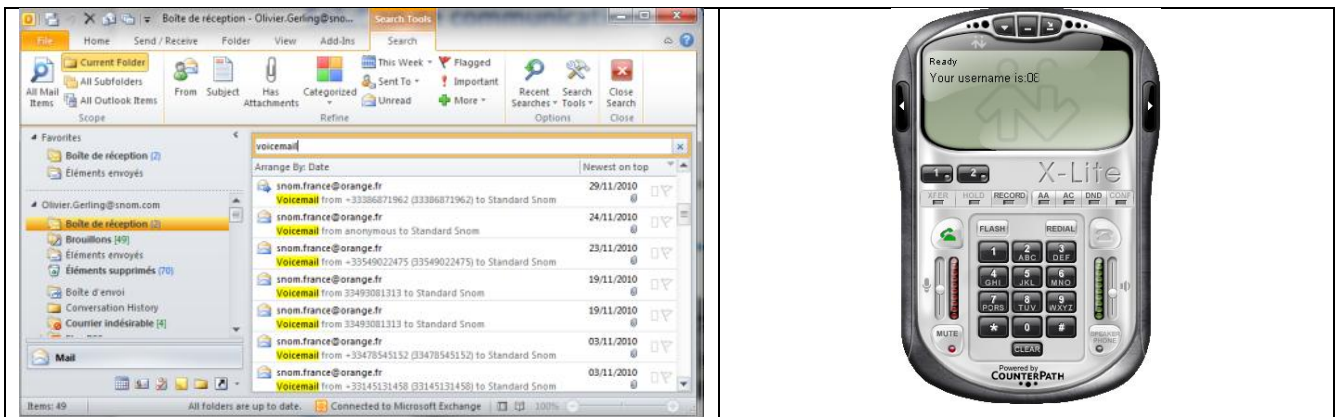 Boîte de réception - Olivier.Gerling@sno...
Search Tools
File
Home
Send / Receive
Folder
View
Add-Ins
Search
All Mail Items
Current Folder
All Subfolders
All Outlook Items
Scope
From
Subject
Has Attachments
Categorized
This Week
Sent To
Unread
Flagged
Important
More
Refine
Recent Searches
Search Tools
Options
Close Search
Close
Favorites
Boîte de réception (2)
Éléments envoyés
Olivier.Gerling@snom.com
Boîte de réception (2)
Brouillons [49]
Éléments envoyés
Éléments supprimés (70)
Boîte d'envoi
Conversation History
Courrier indésirable [4]
Mail
voicemail
Arrange By: Date
Newest on top
snom.france@orange.fr 29/11/2010
Voicemail from +33386871962 (33386871962) to Standard Snom
snom.france@orange.fr 24/11/2010
Voicemail from anonymous to Standard Snom
snom.france@orange.fr 23/11/2010
Voicemail from +33549022475 (33549022475) to Standard Snom
snom.france@orange.fr 19/11/2010
Voicemail from 33493081313 to Standard Snom
snom.france@orange.fr 19/11/2010
Voicemail from 33493081313 to Standard Snom
snom.france@orange.fr 03/11/2010
Voicemail from +33478545152 (33478545152) to Standard Snom
snom.france@orange.fr 03/11/2010
Voicemail from +33145131458 (33145131458) to Standard Snom
Items: 49
All folders are up to date.
Connected to Microsoft Exchange
100%
Ready
Your username is:08
X-Lite
1
2
XFER HOLD RECORD AA AC DND CONF
FLASH
REDIAL
1
2 ABC
3 DEF
4 GHI
5 JKL
6 MNO
7 PQRS
8 TUV
9 WXYZ
*
0
#
MUTE
SPEAKER PHONE
CLEAR
Powered by
COUNTERPATH